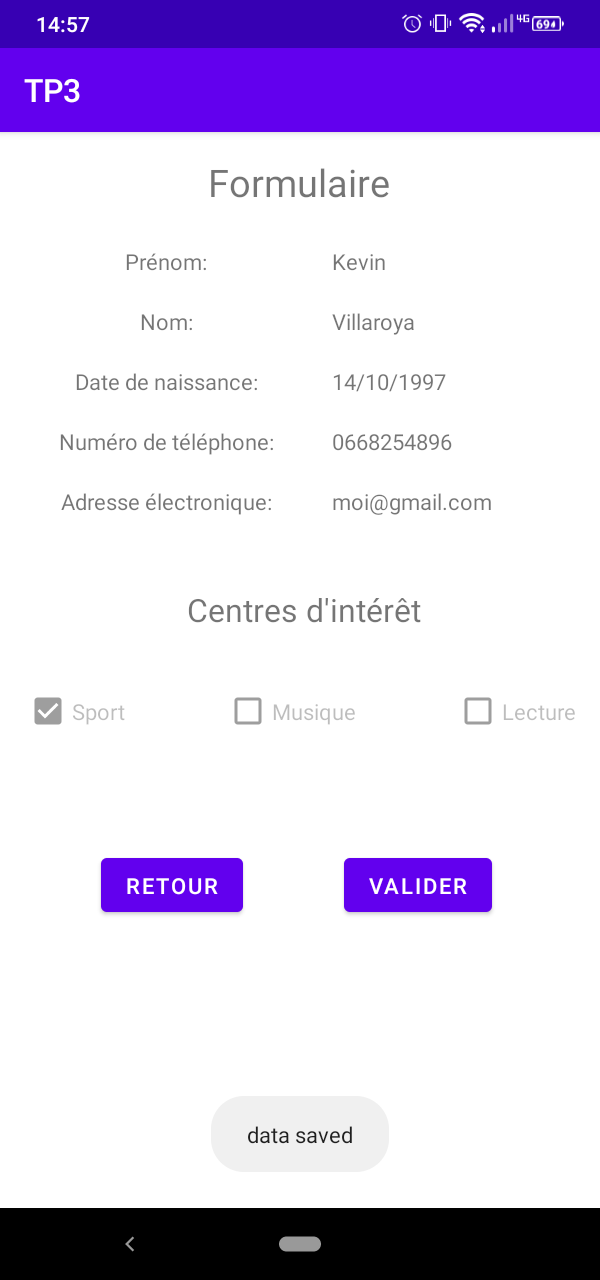 14:57
4G
69
TP3
Formulaire
Prénom: Kevin
Nom: Villaroya
Date de naissance: 14/10/1997
Numéro de téléphone: 0668254896
Adresse électronique: moi@gmail.com
Centres d'intérêt
Sport Musique Lecture
RETOUR VALIDER
data saved